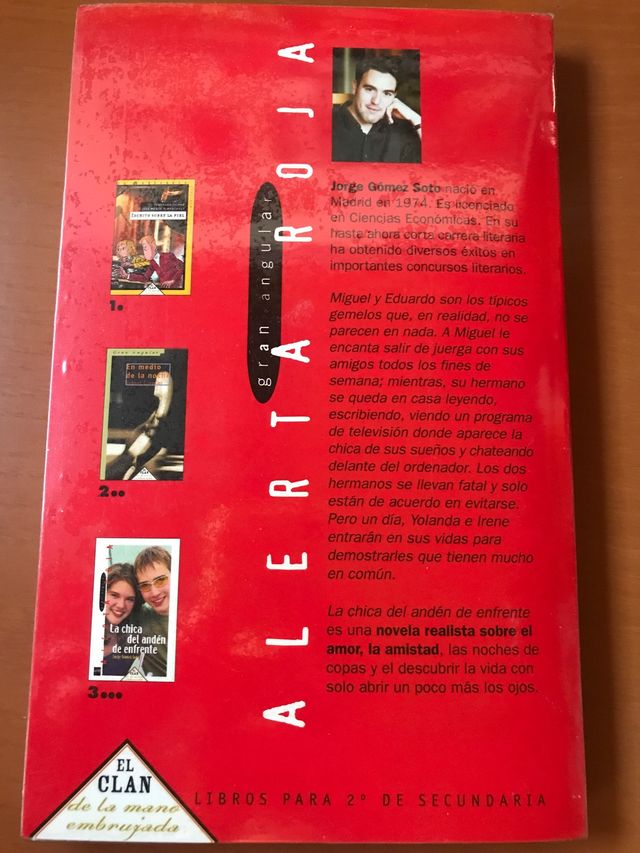 ALERTA ROJA
gran angular
Jorge Gómez Soto nació en
Madrid en 1974. Es licenciado
en Ciencias Económicas. En su
hasta ahora corta carrera literaria
ha obtenido diversos éxitos en
importantes concursos literarios.
Miguel y Eduardo son los típicos
gemelos que, en realidad, no se
parecen en nada. A Miguel le
encanta salir de juerga con sus
amigos todos los fines de
semana; mientras, su hermano
se queda en casa leyendo,
escribiendo, viendo un programa
de televisión donde aparece la
chica de sus sueños y chateando
delante del ordenador. Los dos
hermanos se llevan fatal y solo
están de acuerdo en evitarse.
Pero un día, Yolanda e Irene
entrarán en sus vidas para
demostrarles que tienen mucho
en común.
La chica del andén de enfrente
es una novela realista sobre el
amor, la amistad, las noches de
copas y el descubrir la vida con
solo abrir un poco más los ojos.
ESCRITO SOBRE LA PIEL
1.
Gran Angular
En medio
de la noche
2..
La chica
del andén
de enfrente
Jorge Gómez Soto
3...
EL
CLAN
de la mano
embrujada
LIBROS PARA 2º DE SECUNDARIA